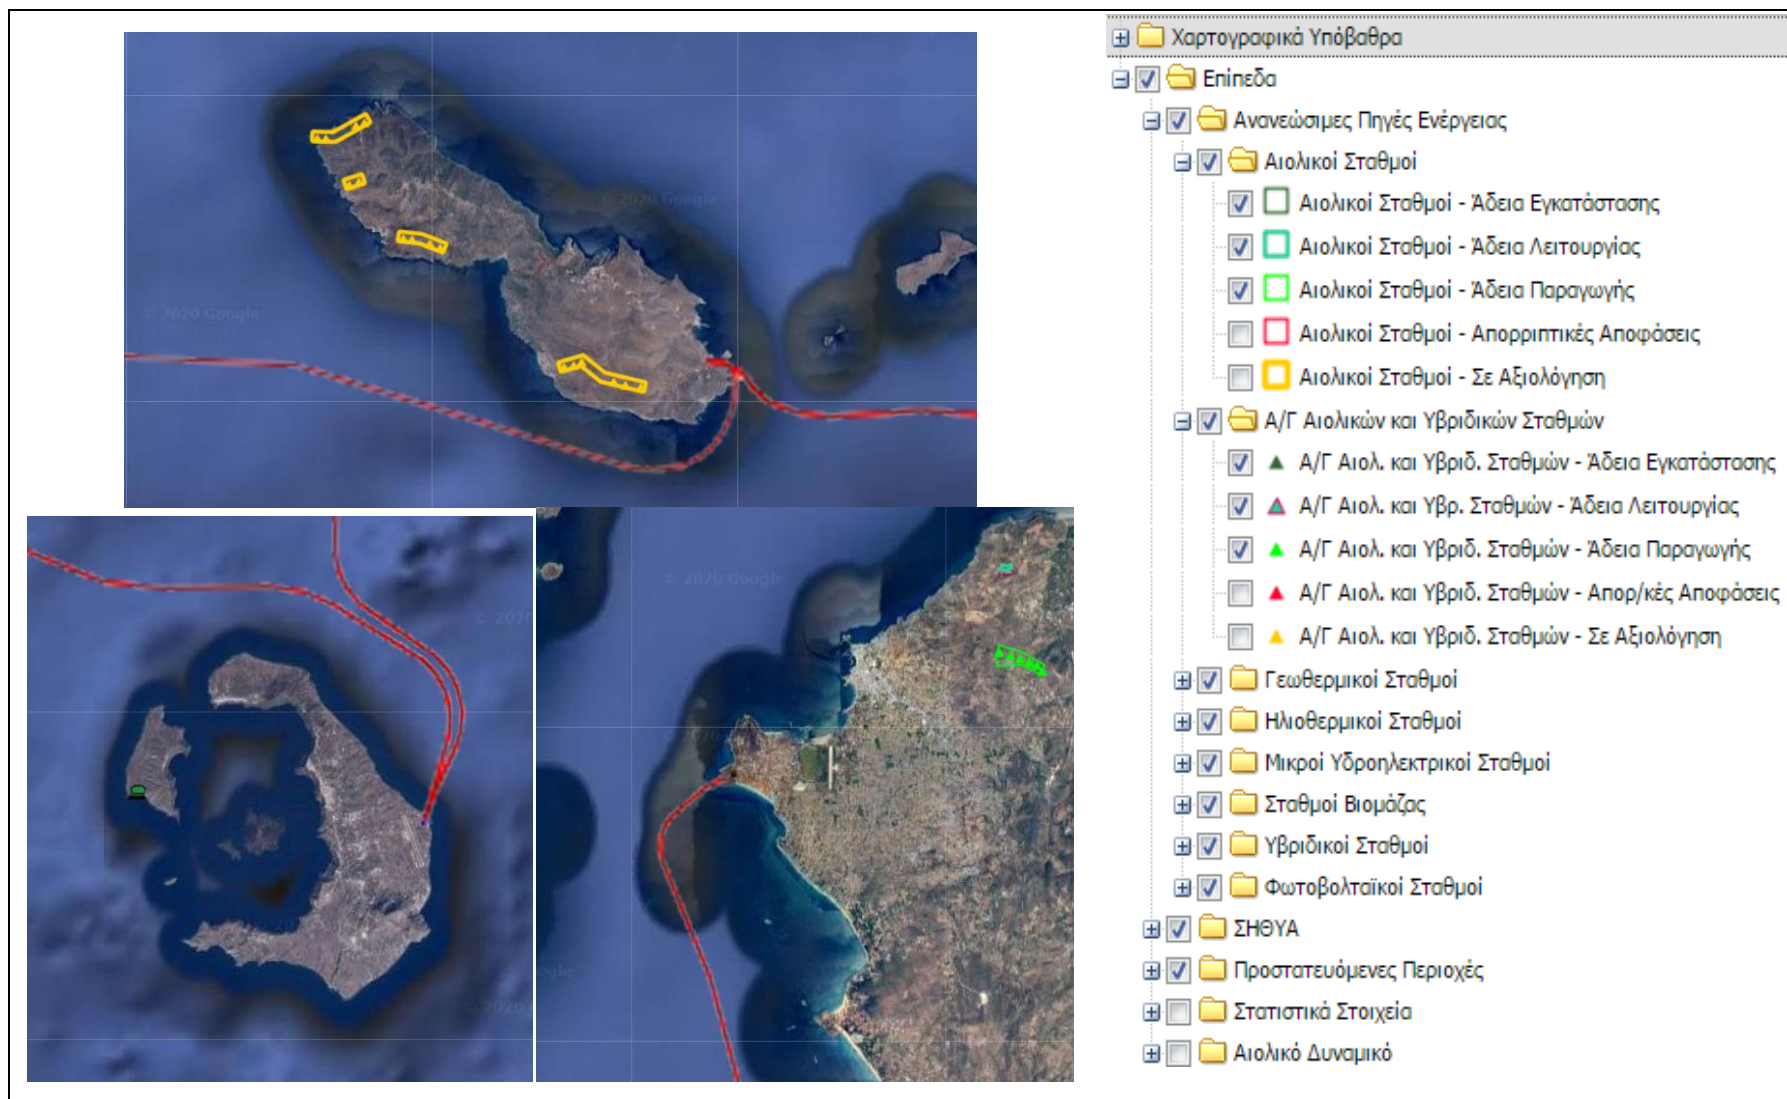 Χαρτογραφικά Υπόβαθρα
Επίπεδα
Ανανεώσιμες Πηγές Ενέργειας
Αιολικοί Σταθμοί
Αιολικοί Σταθμοί - Άδεια Εγκατάστασης
Αιολικοί Σταθμοί - Άδεια Λειτουργίας
Αιολικοί Σταθμοί - Άδεια Παραγωγής
Αιολικοί Σταθμοί - Απορριπτικές Αποφάσεις
Αιολικοί Σταθμοί - Σε Αξιολόγηση
Α/Γ Αιολικών και Υβριδικών Σταθμών
Α/Γ Αιολ. και Υβριδ. Σταθμών - Άδεια Εγκατάστασης
Α/Γ Αιολ. και Υβρ. Σταθμών - Άδεια Λειτουργίας
Α/Γ Αιολ. και Υβριδ. Σταθμών - Άδεια Παραγωγής
Α/Γ Αιολ. και Υβριδ. Σταθμών - Απορ/κές Αποφάσεις
Α/Γ Αιολ. και Υβριδ. Σταθμών - Σε Αξιολόγηση
Γεωθερμικοί Σταθμοί
Ηλιοθερμικοί Σταθμοί
Μικροί Υδροηλεκτρικοί Σταθμοί
Σταθμοί Βιομάζας
Υβριδικοί Σταθμοί
Φωτοβολταϊκοί Σταθμοί
ΣΗΘΥΑ
Προστατευόμενες Περιοχές
Στατιστικά Στοιχεία
Αιολικό Δυναμικό
© 2020 Google
© 2020 Google
© 2020 Google